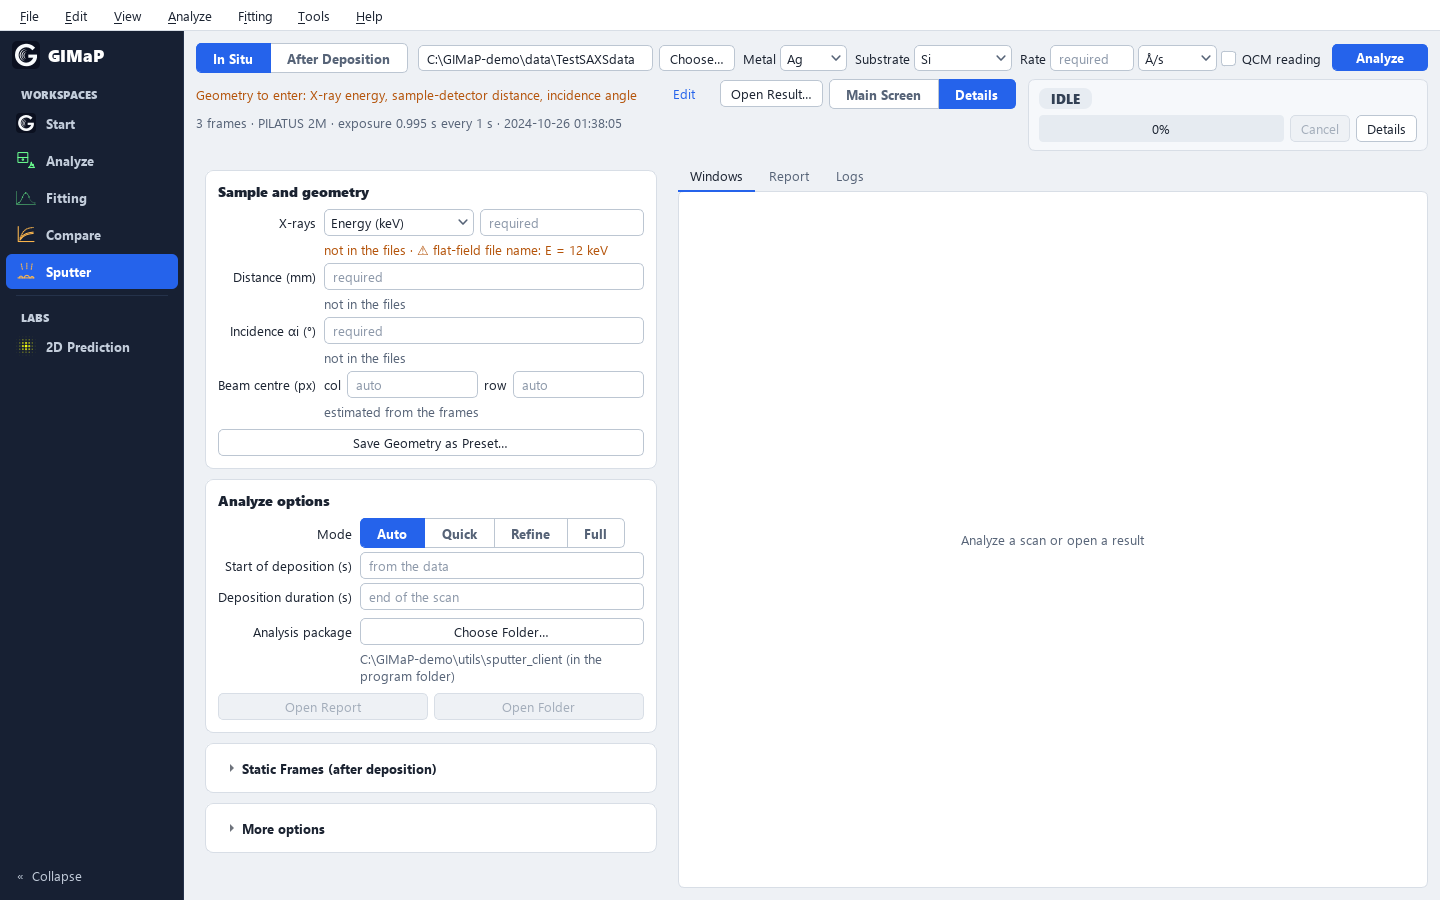 File Edit View Analyze Fitting Tools Help
GIMaP
WORKSPACES
Start
Analyze
Fitting
Compare
Sputter
LABS
2D Prediction
« Collapse
In Situ After Deposition C:\GIMaP-demo\data\TestSAXSdata Choose... Metal Ag Substrate Si Rate required Å/s QCM reading Analyze
Geometry to enter: X-ray energy, sample-detector distance, incidence angle Edit Open Result... Main Screen Details
3 frames · PILATUS 2M · exposure 0.995 s every 1 s · 2024-10-26 01:38:05
IDLE
0% Cancel Details
Sample and geometry
X-rays Energy (keV) required
not in the files · ⚠ flat-field file name: E = 12 keV
Distance (mm) required
not in the files
Incidence αi (°) required
not in the files
Beam centre (px) col auto row auto
estimated from the frames
Save Geometry as Preset...
Analyze options
Mode Auto Quick Refine Full
Start of deposition (s) from the data
Deposition duration (s) end of the scan
Analysis package Choose Folder...
C:\GIMaP-demo\utils\sputter_client (in the
program folder)
Open Report Open Folder
Static Frames (after deposition)
More options
Windows Report Logs
Analyze a scan or open a result